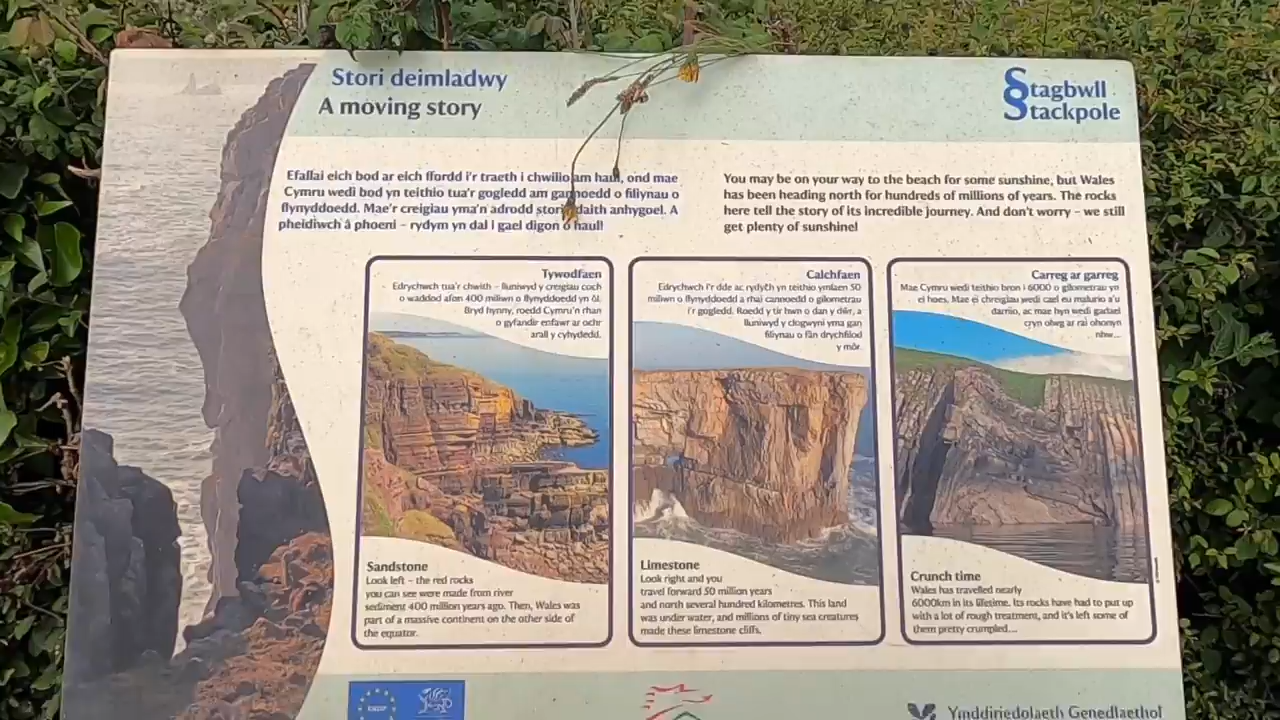 Stori deimladwy
A moving story
Stagbwll
Stackpole
Efallai eich bod ar eich ffordd i'r traeth i chwilio am haul, ond mae
Cymru wedi bod yn teithio tua'r gogledd am gannoedd o filiynau o
flynyddoedd. Mae'r creigiau yma'n adrodd stori daith anhygoel. A
pheidiwch â phoeni – rydym yn dal i gael digon o haul!
You may be on your way to the beach for some sunshine, but Wales
has been heading north for hundreds of millions of years. The rocks
here tell the story of its incredible journey. And don't worry – we still
get plenty of sunshine!
Tywodfaen
Edrychwch tua'r chwith – lluniwyd y creigiau coch
o waddod afon 400 miliwn o flynyddoedd yn ôl.
Bryd hynny, roedd Cymru'n rhan
o gyfandir enfawr ar ochr
arall y cyhydedd.
Sandstone
Look left – the red rocks
you can see were made from river
sediment 400 million years ago. Then, Wales was
part of a massive continent on the other side of
the equator.
Calchfaen
Edrychwch i'r dde ac rydych yn teithio ymlaen 50
miliwn o flynyddoedd a rhai cannoedd o gilometrau
i'r gogledd. Roedd y tir hwn o dan y dŵr, a
lluniwyd y clogwyni yma gan
filiynau o fân drychfilod
y môr.
Limestone
Look right and you
travel forward 50 million years
and north several hundred kilometres. This land
was under water, and millions of tiny sea creatures
made these limestone cliffs.
Carreg ar garreg
Mae Cymru wedi teithio bron i 6000 o gilometrau yn
ei hoes. Mae ei chreigiau wedi cael eu malurio a'u
darnio, ac mae hyn wedi gadael
cryn olwg ar rai ohonyn
nhw...
Crunch time
Wales has travelled nearly
6000km in its lifetime. Its rocks have had to put up
with a lot of rough treatment, and it's left some of
them pretty crumpled...
Ymddiriedolaeth Genedlaethol